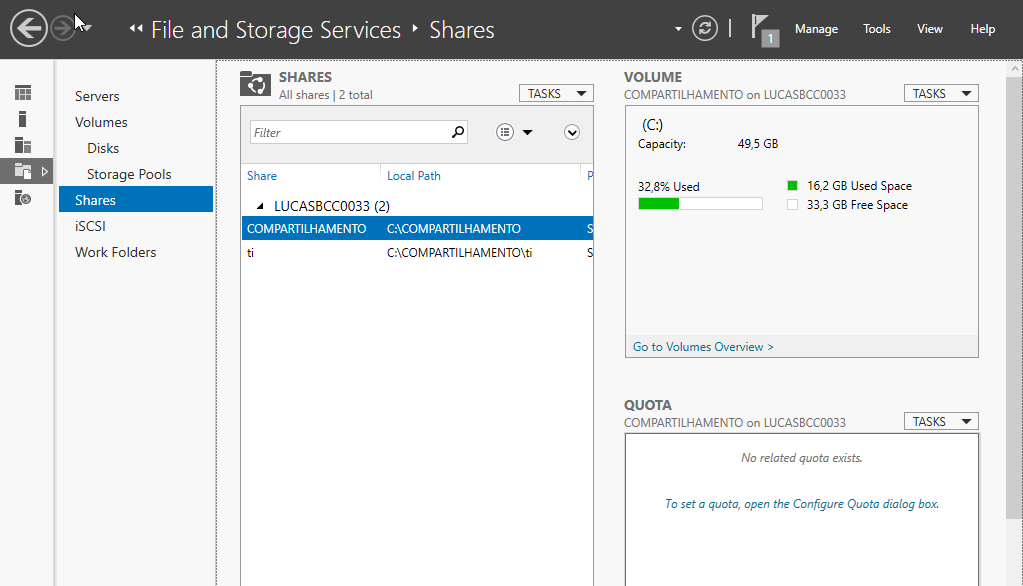 File and Storage Services Shares
1 Manage Tools View Help
Servers
Volumes
Disks
Storage Pools
Shares
iSCSI
Work Folders
SHARES
All shares | 2 total
TASKS
Filter
Share Local Path P
LUCASBCC0033 (2)
COMPARTILHAMENTO C:\COMPARTILHAMENTO S
ti C:\COMPARTILHAMENTO\ti S
VOLUME
COMPARTILHAMENTO on LUCASBCC0033
TASKS
(C:)
Capacity: 49,5 GB
32,8% Used
16,2 GB Used Space
33,3 GB Free Space
Go to Volumes Overview >
QUOTA
COMPARTILHAMENTO on LUCASBCC0033
TASKS
No related quota exists.
To set a quota, open the Configure Quota dialog box.